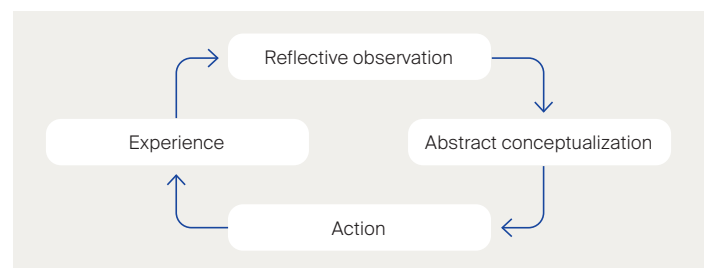 Reflective observation
Experience
Abstract conceptualization
Action